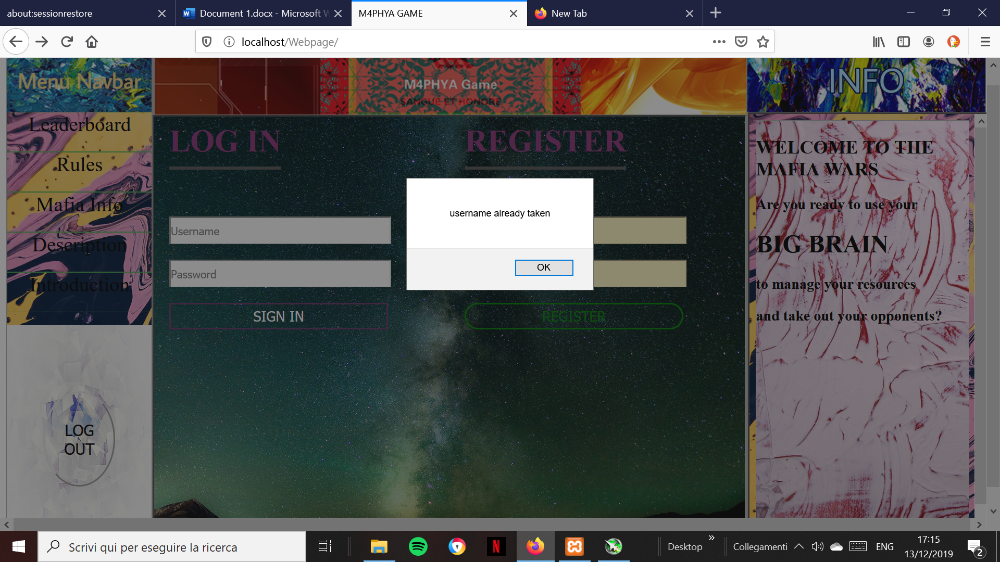 about:sessionrestore
Document 1.docx - Microsoft W
M4PHYA GAME
New Tab
localhost/Webpage/
Menu Navbar
M4PHYA Game
SANGUE ET HONORE
INFO
Leaderboard
Rules
Mafia Info
Description
Introduction
LOG
OUT
LOG IN
Username
Password
SIGN IN
REGISTER
REGISTER
username already taken
OK
WELCOME TO THE
MAFIA WARS
Are you ready to use your
BIG BRAIN
to manage your resources
and take out your opponents?
Scrivi qui per eseguire la ricerca
N
Desktop
Collegamenti
ENG
17:15
13/12/2019
2